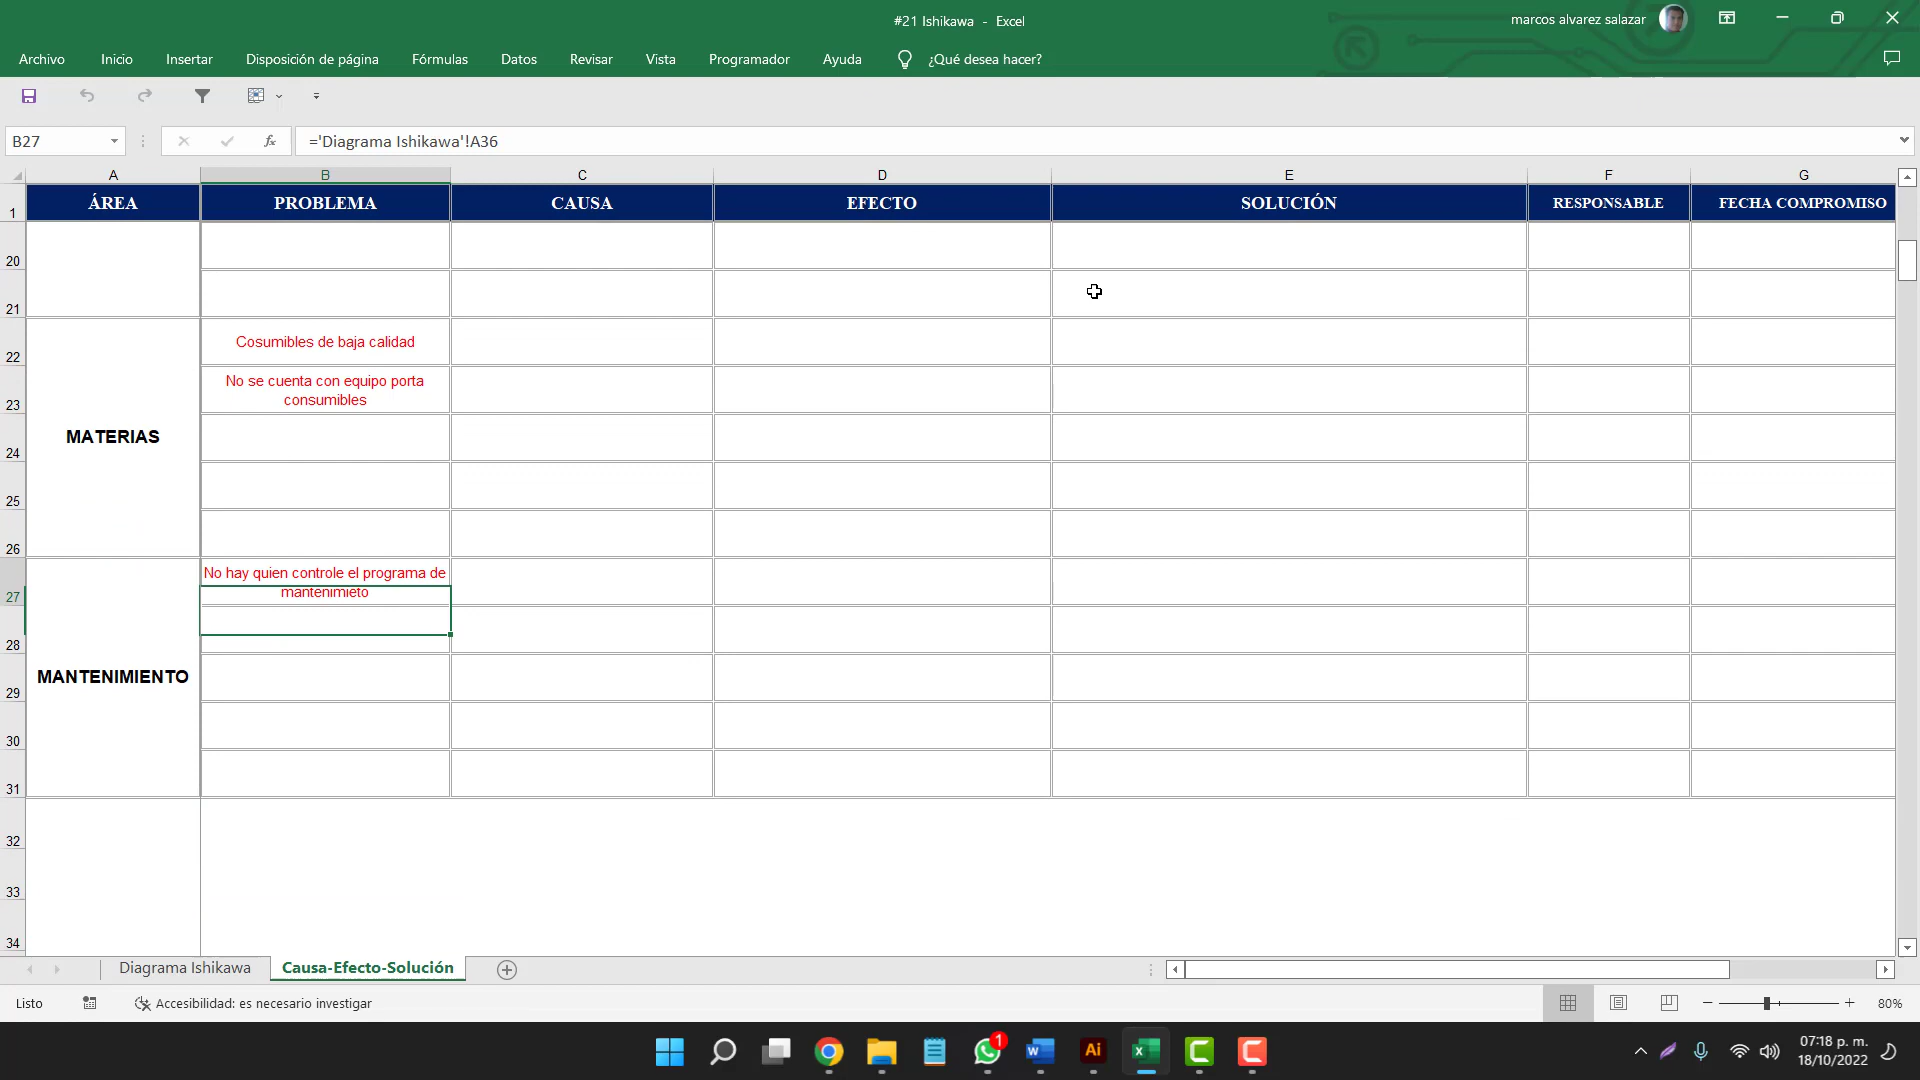 #21 Ishikawa - Excel
marcos alvarez salazar
Archivo Inicio Insertar Disposición de página Fórmulas Datos Revisar Vista Programador Ayuda ¿Qué desea hacer?
B27 fx ='Diagrama Ishikawa'!A36
A B C D E F G
1 ÁREA PROBLEMA CAUSA EFECTO SOLUCIÓN RESPONSABLE FECHA COMPROMISO
20
21
22 Cosumibles de baja calidad
No se cuenta con equipo porta
23 consumibles
MATERIAS
24
25
26
No hay quien controle el programa de
27 mantenimieto
28
MANTENIMIENTO
29
30
31
32
33
34
Diagrama Ishikawa Causa-Efecto-Solución
Listo Accesibilidad: es necesario investigar 80%
1
W Ai X C C
07:18 p. m.
18/10/2022